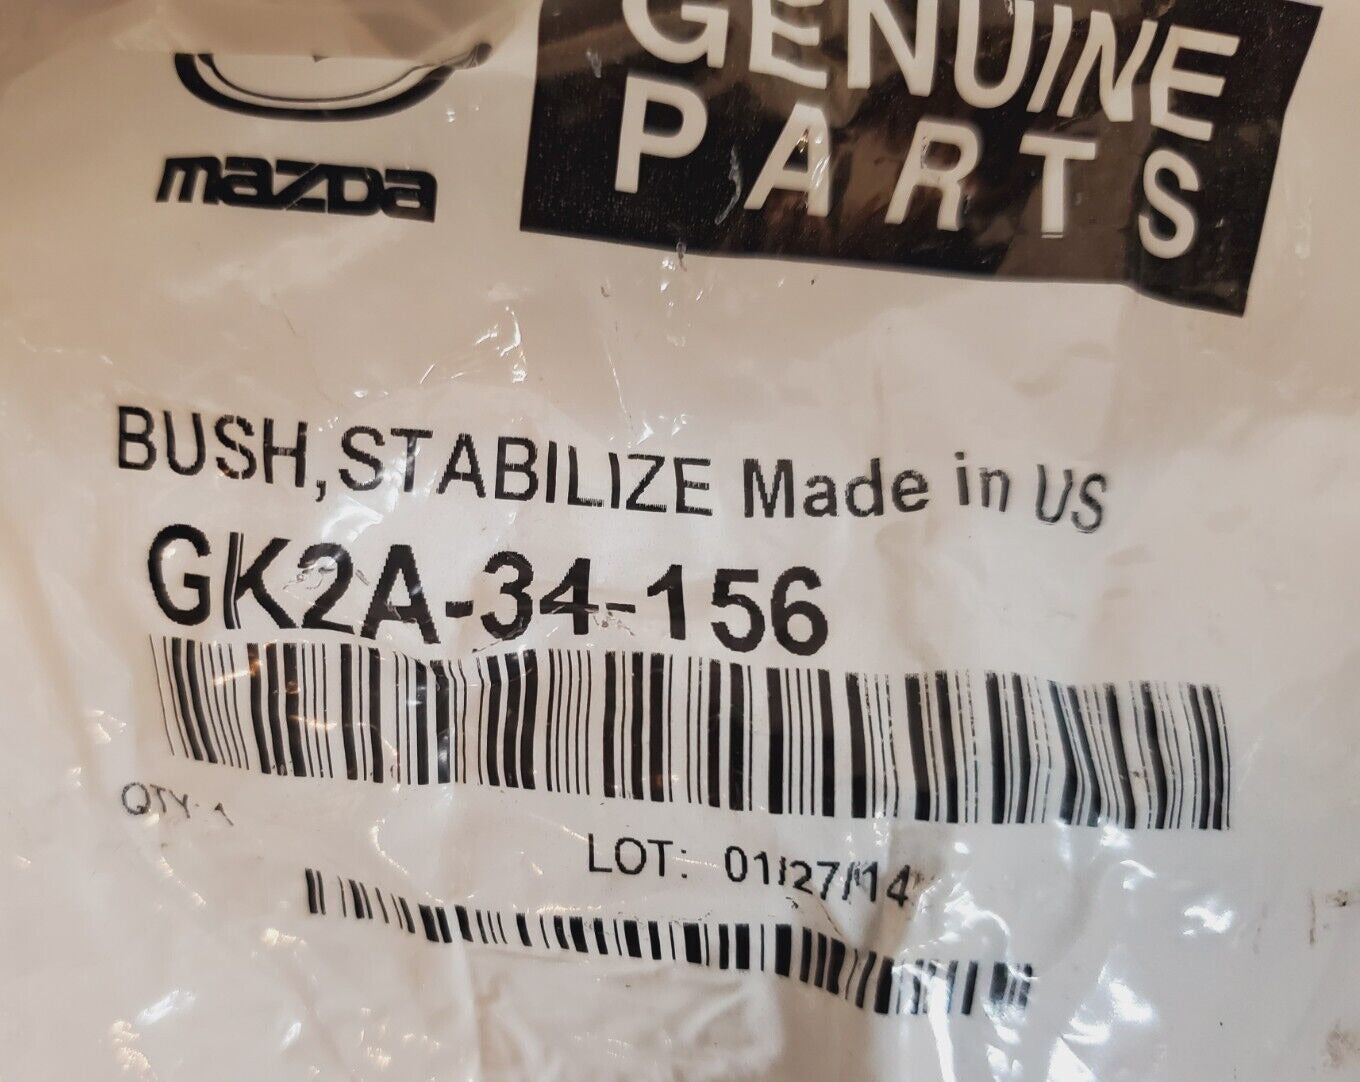 mazda
GENUINE
PARTS
BUSH,STABILIZE Made in US
GK2A-34-156
QTY: 1
LOT: 01/27/14